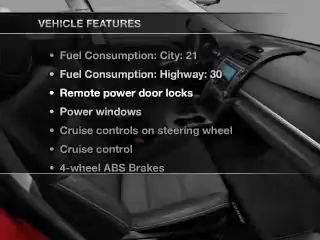 VEHICLE FEATURES
• Fuel Consumption: City: 21
• Fuel Consumption: Highway: 30
• Remote power door locks
• Power windows
• Cruise controls on steering wheel
• Cruise control
• 4-wheel ABS Brakes